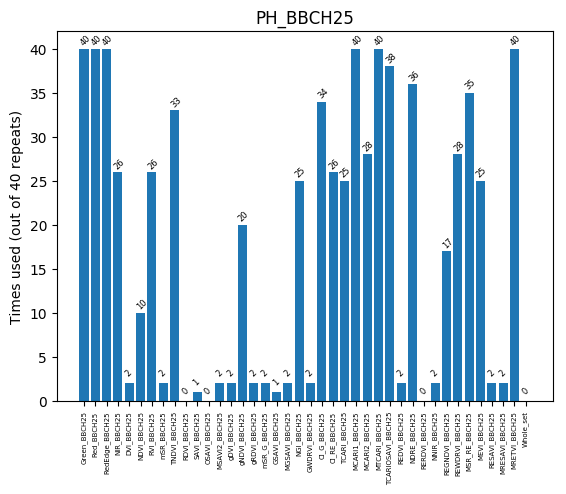 PH_BBCH25
Times used (out of 40 repeats)
40
35
30
25
20
15
10
5
0
40 40 40 26 2 10 26 2 33 0 1 0 2 2 20 2 2 1 2 25 2 34 26 25 40 28 40 38 2 36 0 2 17 28 35 25 2 2 40 0
Green_BBCH25
Red_BBCH25
RedEdge_BBCH25
NIR_BBCH25
DVI_BBCH25
NDVI_BBCH25
RVI_BBCH25
mSR_BBCH25
TNDVI_BBCH25
RDVI_BBCH25
SAVI_BBCH25
OSAVI_BBCH25
MSAVI2_BBCH25
gDVI_BBCH25
gNDVI_BBCH25
gRDVI_BBCH25
mSR_G_BBCH25
GSAVI_BBCH25
MGSAVI_BBCH25
NGI_BBCH25
GWDRVI_BBCH25
CI_G_BBCH25
CI_RE_BBCH25
TCARI_BBCH25
MCARI1_BBCH25
MCARI2_BBCH25
MTCARI_BBCH25
TCARIOSAVI_BBCH25
REDVI_BBCH25
NDRE_BBCH25
RERDVI_BBCH25
NNIR_BBCH25
REGNDVI_BBCH25
REWDRVI_BBCH25
MSR_RE_BBCH25
MEVI_BBCH25
RESAVI_BBCH25
MRESAVI_BBCH25
MRETVI_BBCH25
Whole_set